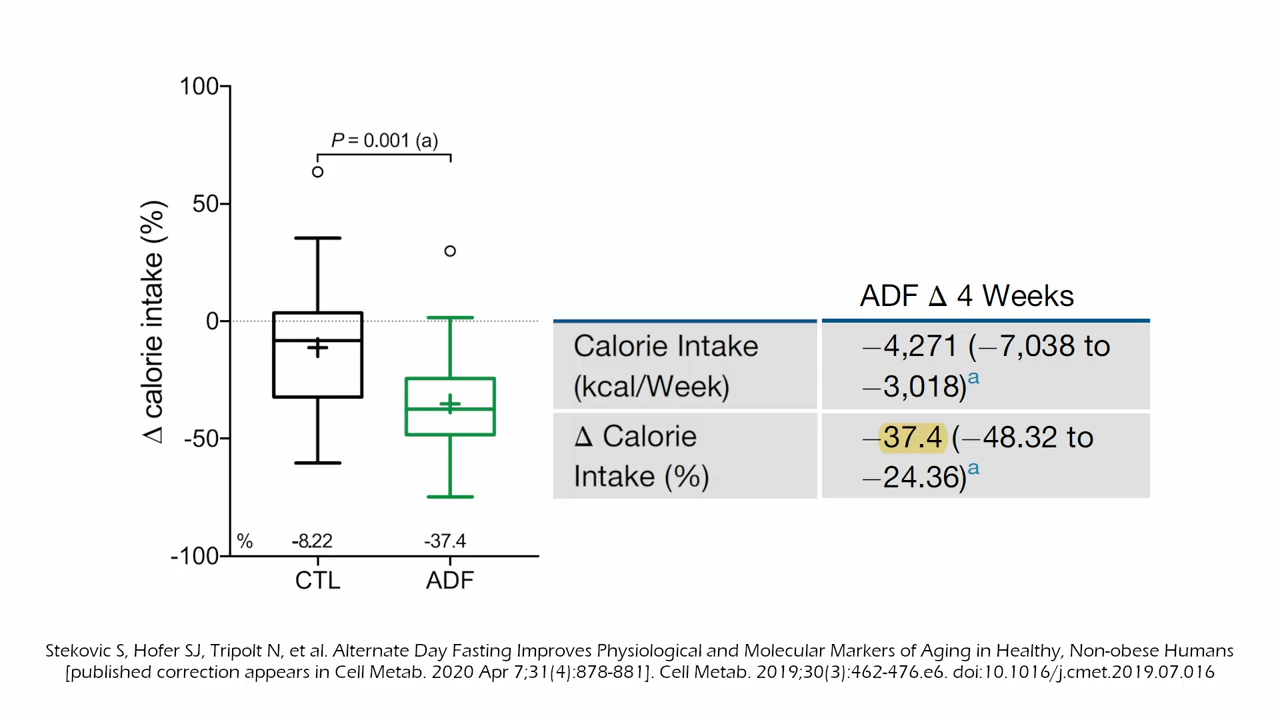 100
P = 0.001 (a)
50
0
-50
-100
Δ calorie intake (%)
% -8.22 -37.4
CTL ADF
ADF Δ 4 Weeks
Calorie Intake
(kcal/Week)
−4,271 (−7,038 to
−3,018)a
Δ Calorie
Intake (%)
−37.4 (−48.32 to
−24.36)a
Stekovic S, Hofer SJ, Tripolt N, et al. Alternate Day Fasting Improves Physiological and Molecular Markers of Aging in Healthy, Non-obese Humans
[published correction appears in Cell Metab. 2020 Apr 7;31(4):878-881]. Cell Metab. 2019;30(3):462-476.e6. doi:10.1016/j.cmet.2019.07.016